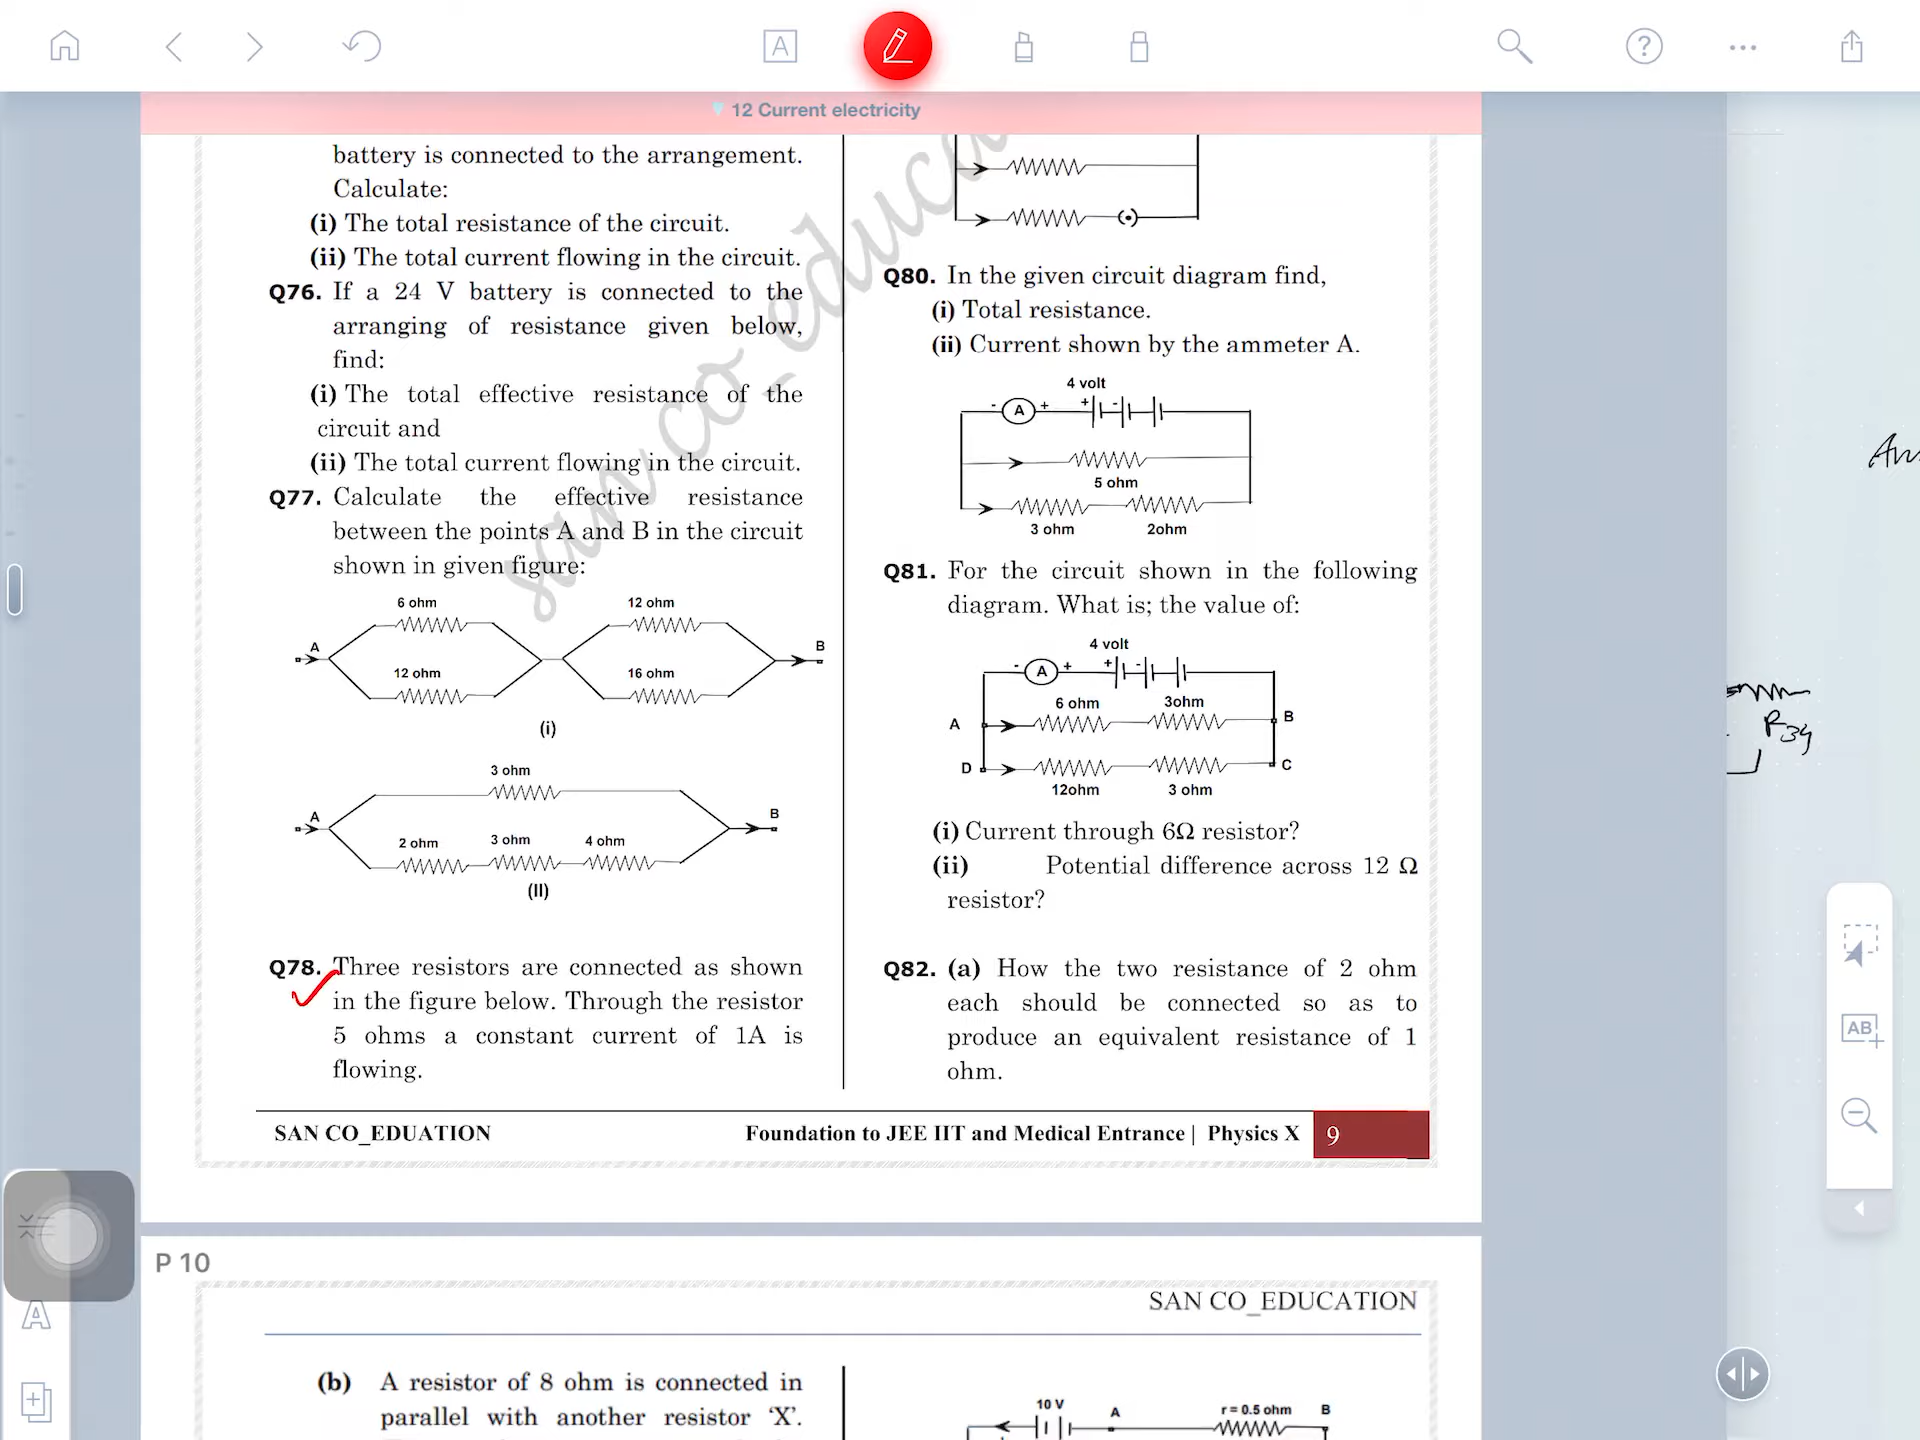 A
12 Current electricity
battery is connected to the arrangement.
Calculate:
(i) The total resistance of the circuit.
(ii) The total current flowing in the circuit.
Q76. If a 24 V battery is connected to the
arranging of resistance given below,
find:
(i) The total effective resistance of the
circuit and
(ii) The total current flowing in the circuit.
Q77. Calculate the effective resistance
between the points A and B in the circuit
shown in given figure:
6 ohm
12 ohm
A
B
12 ohm
16 ohm
(i)
3 ohm
A
B
2 ohm
3 ohm
4 ohm
(II)
Q78. Three resistors are connected as shown
in the figure below. Through the resistor
5 ohms a constant current of 1A is
flowing.
Q80. In the given circuit diagram find,
(i) Total resistance.
(ii) Current shown by the ammeter A.
4 volt
- A + + -
5 ohm
3 ohm
2ohm
Q81. For the circuit shown in the following
diagram. What is; the value of:
4 volt
- A + + -
6 ohm
3ohm
A
B
D
C
12ohm
3 ohm
(i) Current through 6Ω resistor?
(ii) Potential difference across 12 Ω
resistor?
Q82. (a) How the two resistance of 2 ohm
each should be connected so as to
produce an equivalent resistance of 1
ohm.
san co_educa
SAN CO_EDUATION
Foundation to JEE IIT and Medical Entrance | Physics X 9
R34
AB
A
P 10
SAN CO_EDUCATION
(b) A resistor of 8 ohm is connected in
parallel with another resistor ‘X’.
10 V
A
r = 0.5 ohm
B